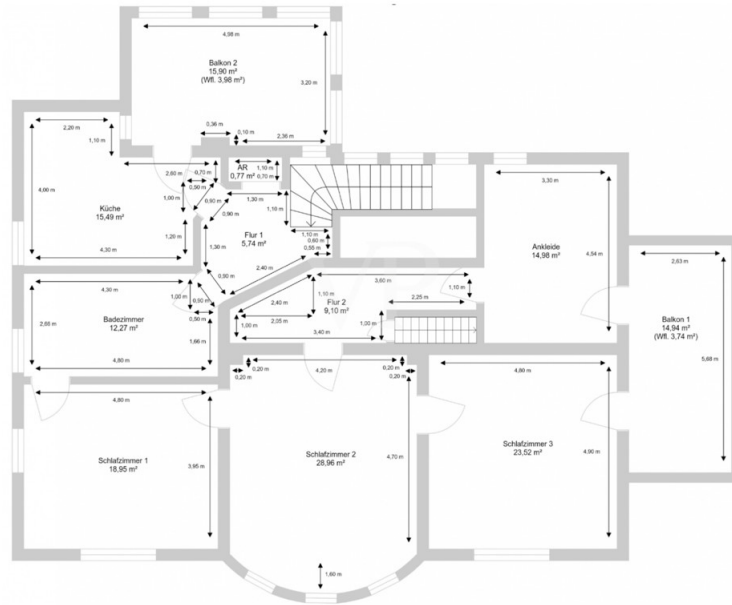 4,98 m
Balkon 2
15,90 m²
(Wfl. 3,98 m²)
3,20 m
0,36 m
0,10 m
2,36 m
2,20 m
1,10 m
2,60 m
0,70 m
0,90 m
1,00 m
4,00 m
Küche
15,49 m²
1,20 m
4,30 m
AR
0,77 m²
1,10 m
0,70 m
0,50 m
0,90 m
1,30 m
1,10 m
Flur 1
5,74 m²
1,30 m
1,10 m
0,60 m
0,55 m
0,50 m
2,40 m
3,30 m
Ankleide
14,98 m²
4,54 m
2,63 m
Balkon 1
14,94 m²
(Wfl. 3,74 m²)
5,68 m
4,30 m
1,00 m
0,50 m
0,50 m
Badezimmer
12,27 m²
1,66 m
4,80 m
3,60 m
2,40 m
1,10 m
Flur 2
9,10 m²
2,25 m
1,10 m
1,00 m
2,05 m
3,40 m
1,00 m
4,80 m
Schlafzimmer 1
18,95 m²
3,95 m
0,20 m
0,20 m
4,20 m
0,20 m
0,20 m
Schlafzimmer 2
28,96 m²
4,70 m
1,60 m
4,80 m
Schlafzimmer 3
23,52 m²
4,90 m